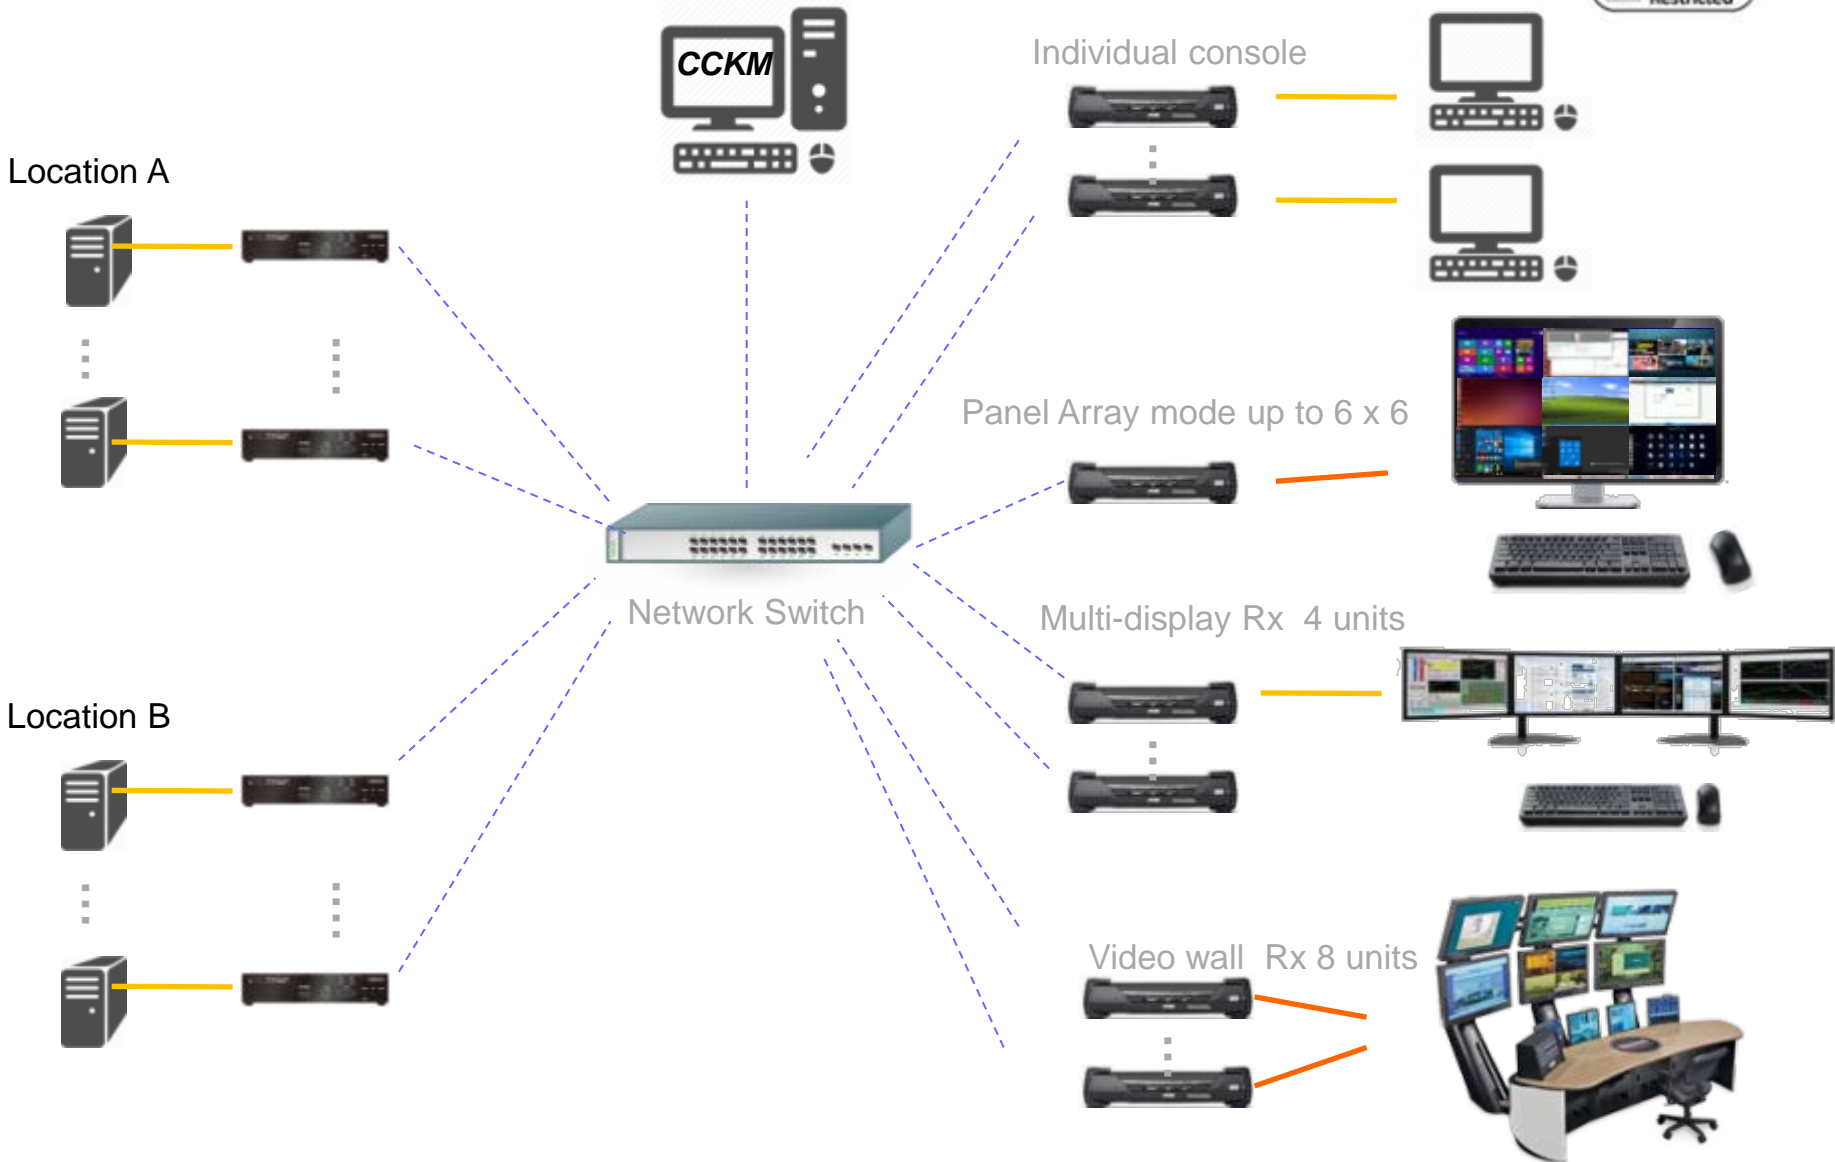 Restricted
CCKM
Individual console
Location A
Panel Array mode up to 6 x 6
Network Switch
Multi-display Rx 4 units
Location B
Video wall Rx 8 units